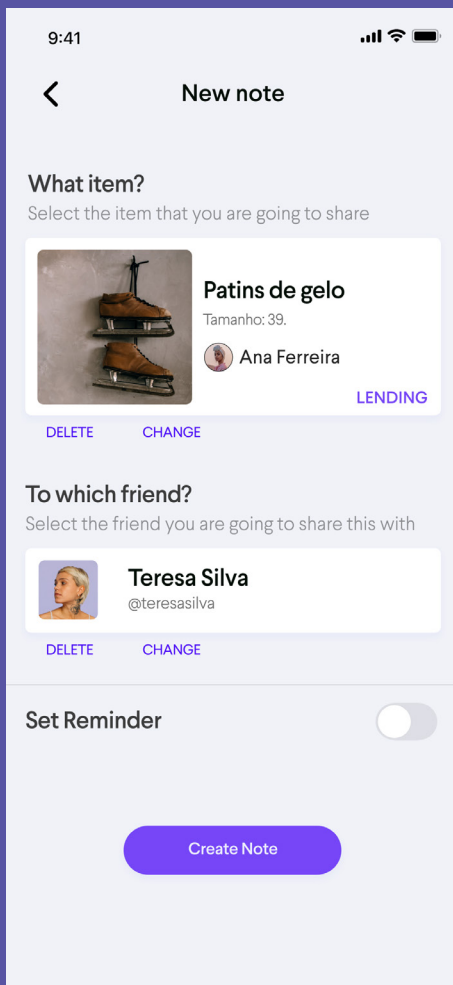 9:41
New note
What item?
Select the item that you are going to share
Patins de gelo
Tamanho: 39.
Ana Ferreira
LENDING
DELETE CHANGE
To which friend?
Select the friend you are going to share this with
Teresa Silva
@teresasilva
DELETE CHANGE
Set Reminder
Create Note